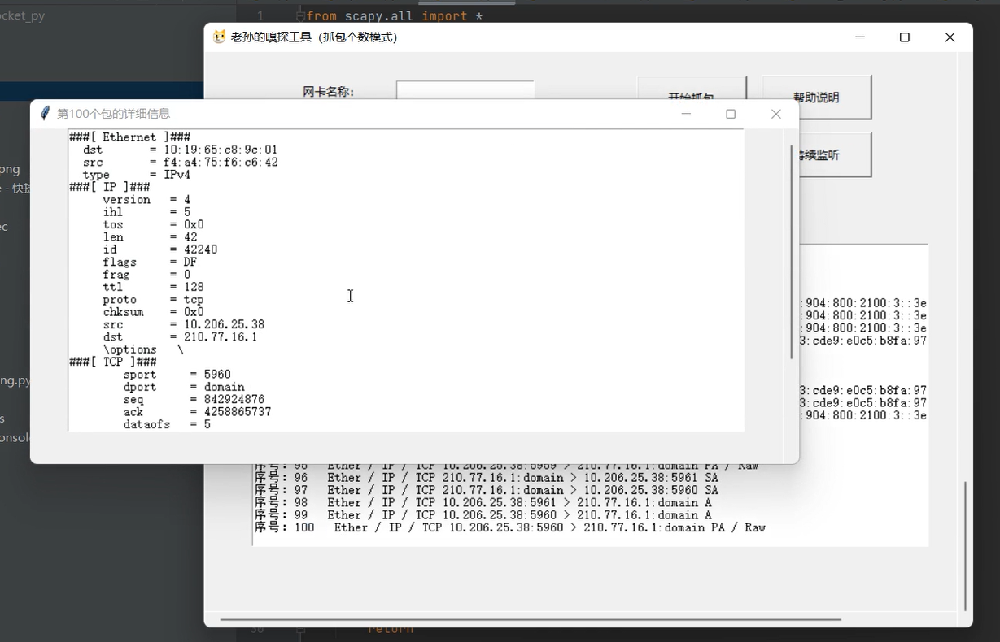 ocket_py
1 from scapy.all import *
老孙的嗅探工具（抓包个数模式）
网卡名称:
开始抓包
帮助说明
第100个包的详细信息
###[ Ethernet ]###
dst = 10:19:65:c8:9c:01
src = f4:a4:75:f6:c6:42
type = IPv4
###[ IP ]###
version = 4
ihl = 5
tos = 0x0
len = 42
id = 42240
flags = DF
frag = 0
ttl = 128
proto = tcp
chksum = 0x0
src = 10.206.25.38
dst = 210.77.16.1
\options \
###[ TCP ]###
sport = 5960
dport = domain
seq = 842924876
ack = 4258865737
dataofs = 5
持续监听
png
e - 快捷
ec
ng.py
s
onsole
:904:800:2100:3::3e
:904:800:2100:3::3e
:904:800:2100:3::3e
3:cde9:e0c5:b8fa:97
3:cde9:e0c5:b8fa:97
3:cde9:e0c5:b8fa:97
:904:800:2100:3::3e
序号: 95 Ether / IP / TCP 10.206.25.38:5959 > 210.77.16.1:domain PA / Raw
序号: 96 Ether / IP / TCP 210.77.16.1:domain > 10.206.25.38:5961 SA
序号: 97 Ether / IP / TCP 210.77.16.1:domain > 10.206.25.38:5960 SA
序号: 98 Ether / IP / TCP 10.206.25.38:5961 > 210.77.16.1:domain A
序号: 99 Ether / IP / TCP 10.206.25.38:5960 > 210.77.16.1:domain A
序号: 100 Ether / IP / TCP 10.206.25.38:5960 > 210.77.16.1:domain PA / Raw
return